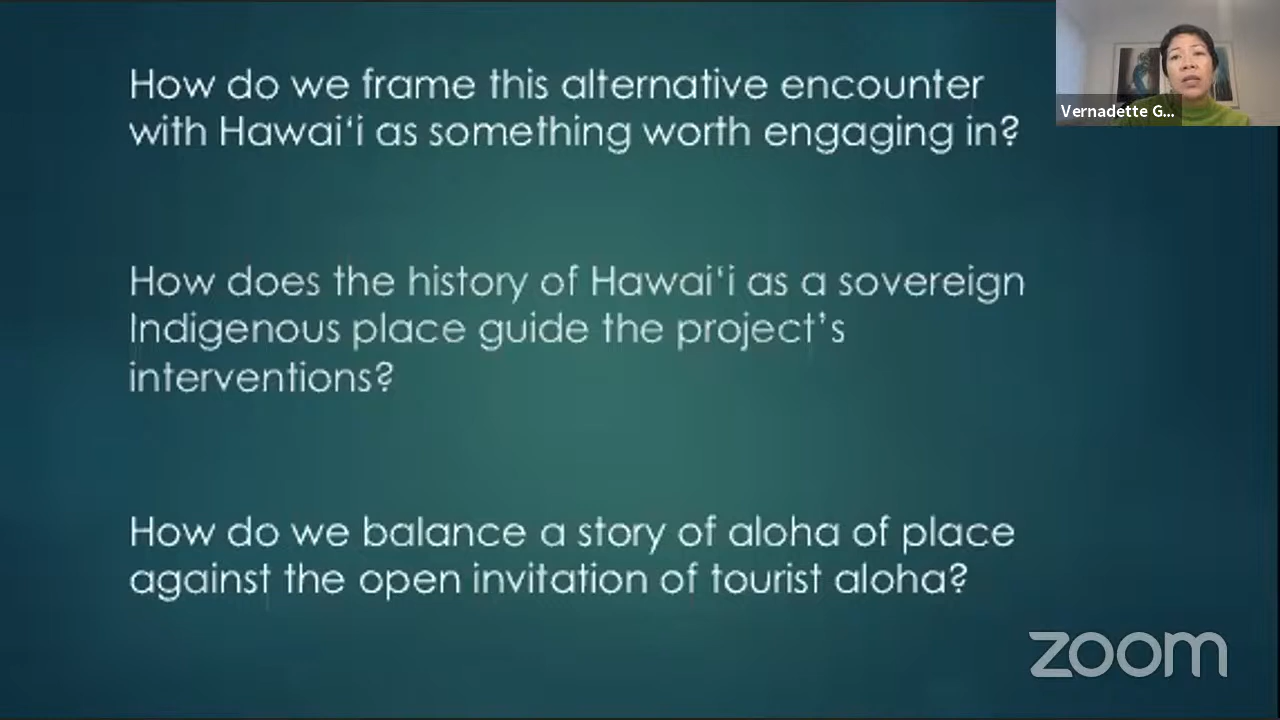 How do we frame this alternative encounter
with Hawaiʻi as something worth engaging in?
How does the history of Hawaiʻi as a sovereign
Indigenous place guide the project’s
interventions?
How do we balance a story of aloha of place
against the open invitation of tourist aloha?
Vernadette G...
zoom